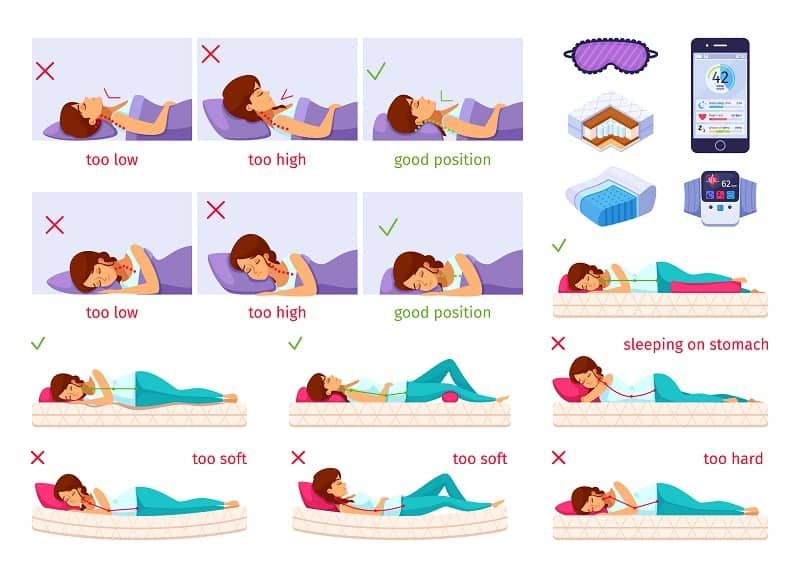 too low
too high
good position
42
62
too low
too high
good position
sleeping on stomach
too soft
too soft
too hard